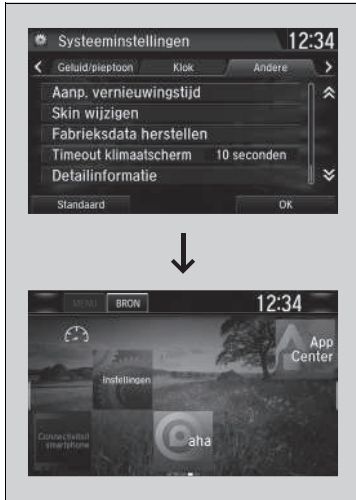 Systeeminstellingen 12:34
Geluid/pieptoon Klok Andere
Aanp. vernieuwingstijd
Skin wijzigen
Fabrieksdata herstellen
Timeout klimaatscherm 10 seconden
Detailinformatie
Standaard OK
MENU BRON 12:34
App
Center
Instellingen
Connectiviteit
smartphone
aha